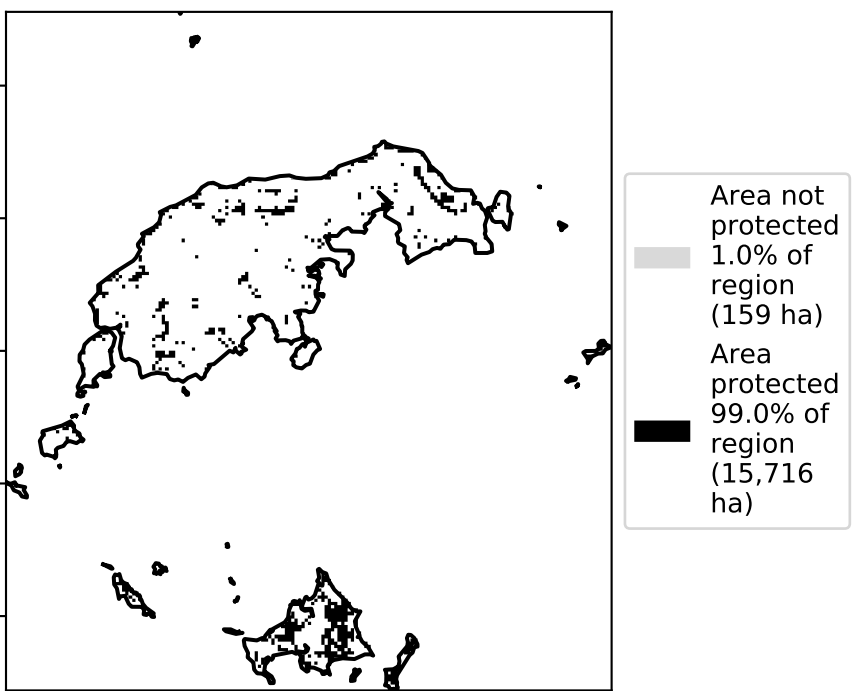 Area not
protected
1.0% of
region
(159 ha)
Area
protected
99.0% of
region
(15,716
ha)